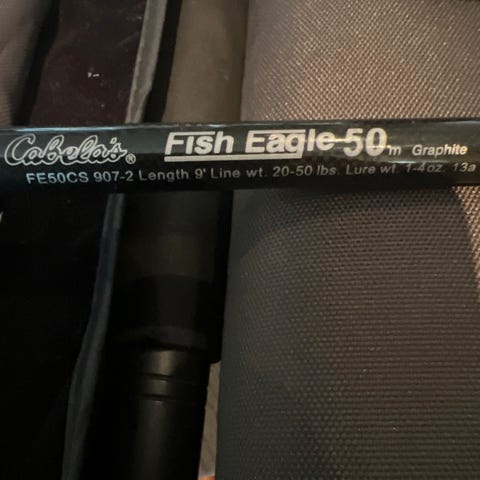 Cabela's® Fish Eagle-50m Graphite
FE50CS 907-2 Length 9' Line wt. 20-50 lbs. Lure wt. 1-4oz. 13a